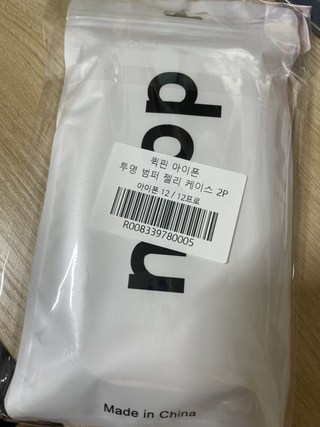 퀵핀 아이폰
투명 범퍼 젤리 케이스 2P
아이폰 12 / 12프로
R008339780005
Made in China